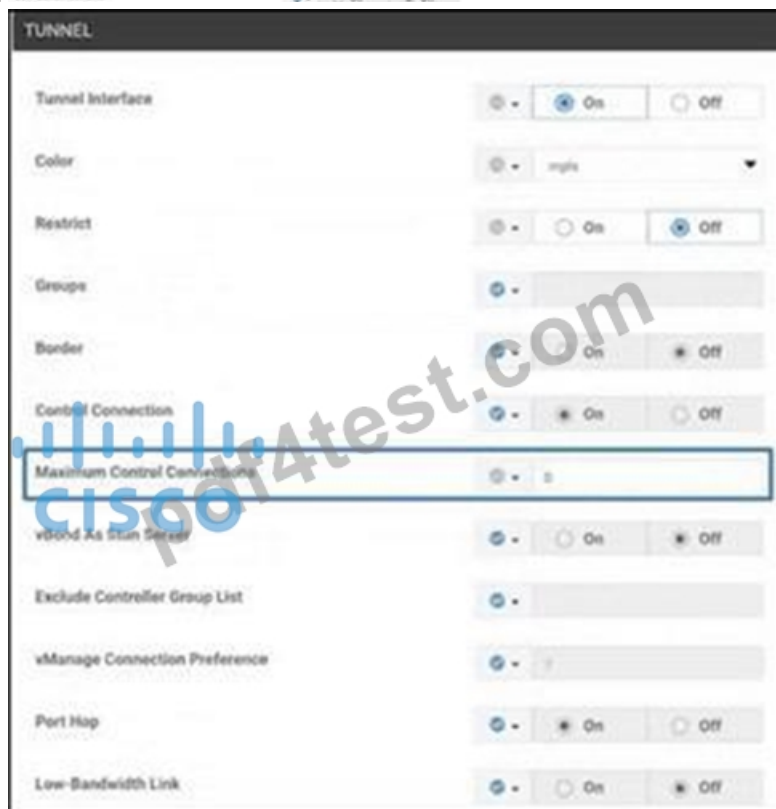 TUNNEL
Tunnel Interface On Off
Color mpls
Restrict On Off
Groups
Border On Off
Control Connection On Off
Maximum Control Connections
vBond As Stun Server On Off
Exclude Controller Group List
vManage Connection Preference
Port Hop On Off
Low-Bandwidth Link On Off
CISCO
pdf4test.com